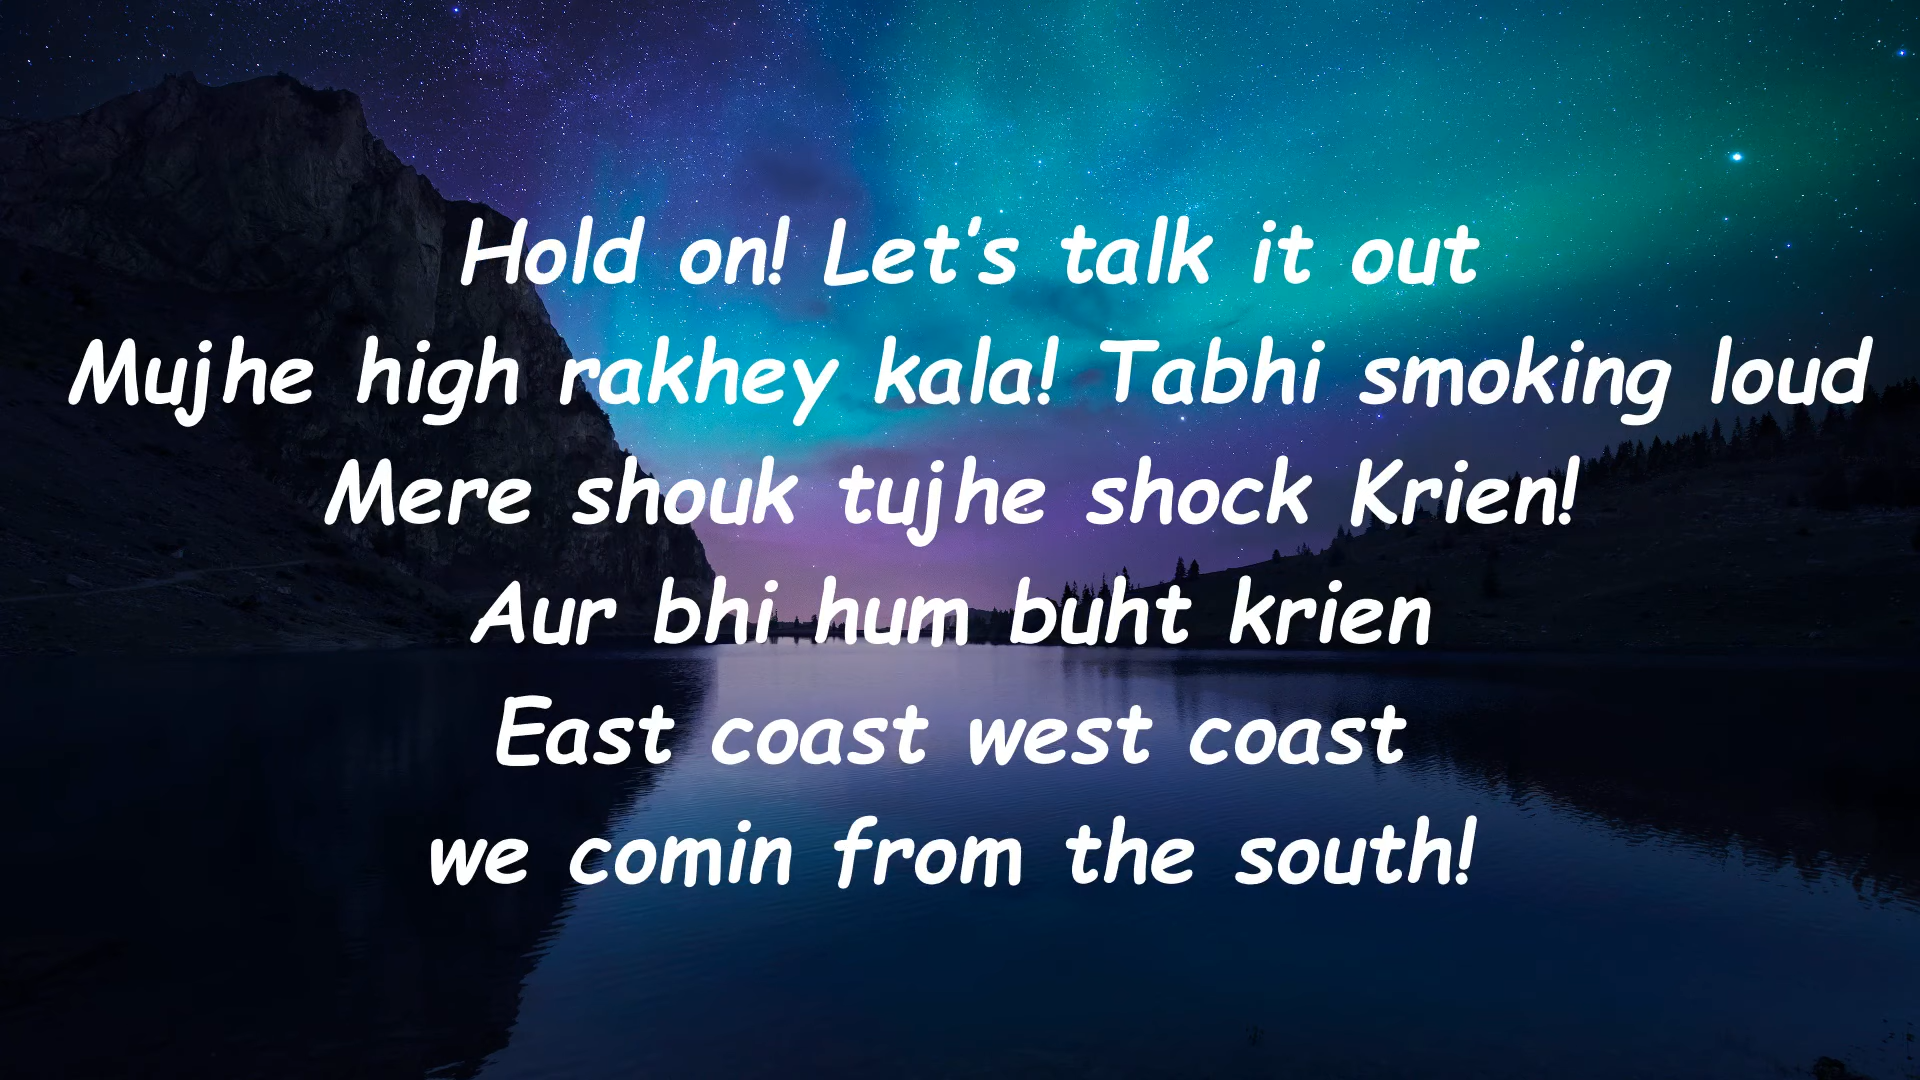 Hold on! Let's talk it out
Mujhe high rakhey kala! Tabhi smoking loud
Mere shouk tujhe shock Krien!
Aur bhi hum buht krien
East coast west coast
we comin from the south!